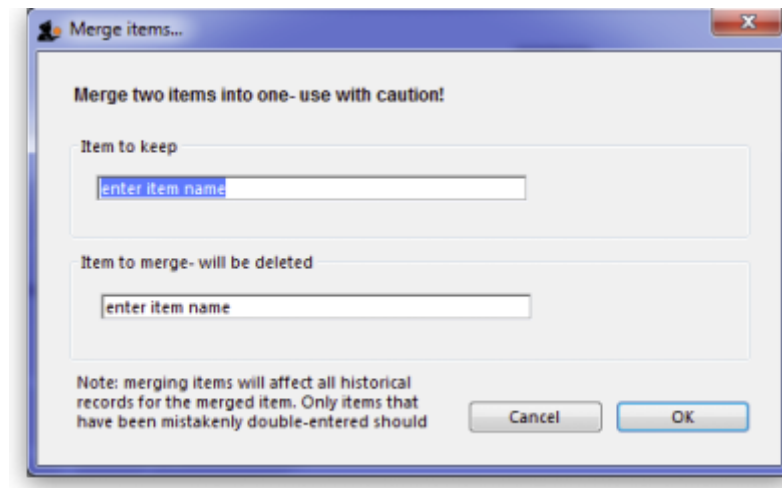 Merge items...
Merge two items into one- use with caution!
Item to keep
enter item name
Item to merge- will be deleted
enter item name
Note: merging items will affect all historical
records for the merged item. Only items that
have been mistakenly double-entered should
Cancel
OK